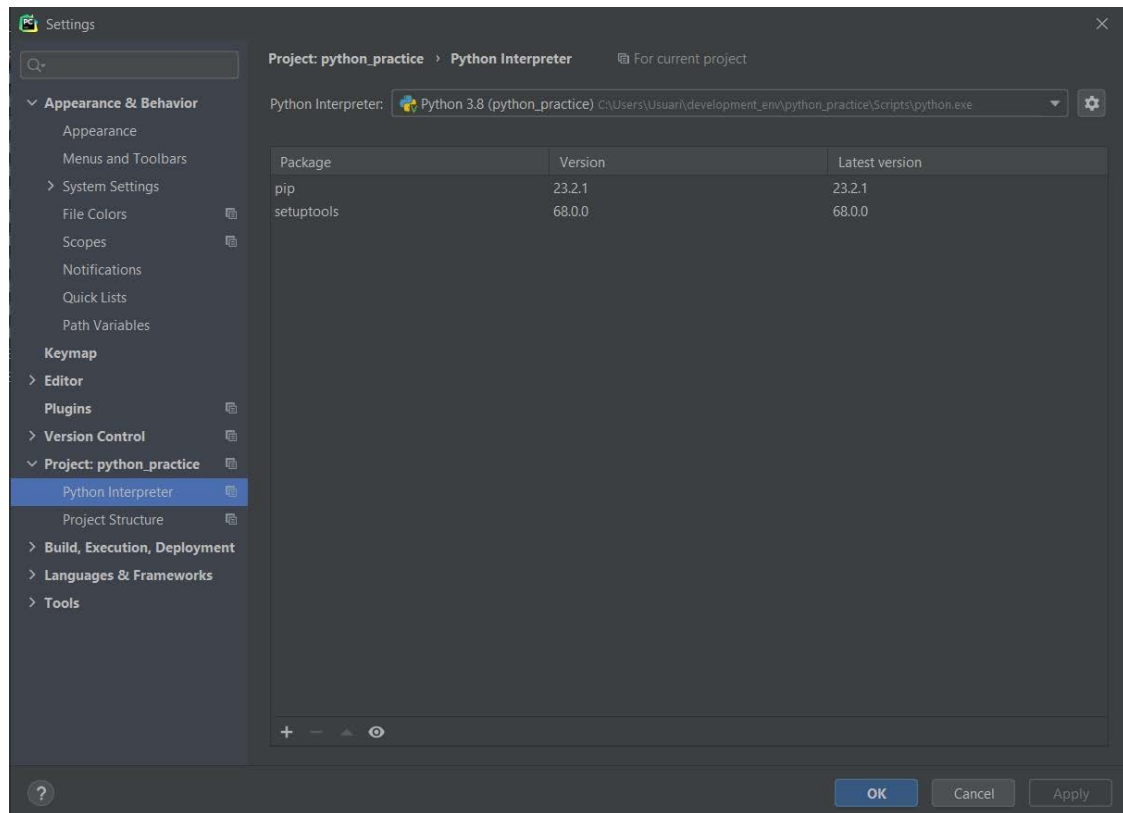 PC Settings
Appearance & Behavior
Appearance
Menus and Toolbars
System Settings
File Colors
Scopes
Notifications
Quick Lists
Path Variables
Keymap
Editor
Plugins
Version Control
Project: python_practice
Python Interpreter
Project Structure
Build, Execution, Deployment
Languages & Frameworks
Tools
Project: python_practice › Python Interpreter For current project
Python Interpreter: Python 3.8 (python_practice) C:\Users\Usuari\development_env\python_practice\Scripts\python.exe
Package Version Latest version
pip 23.2.1 23.2.1
setuptools 68.0.0 68.0.0
? OK Cancel Apply